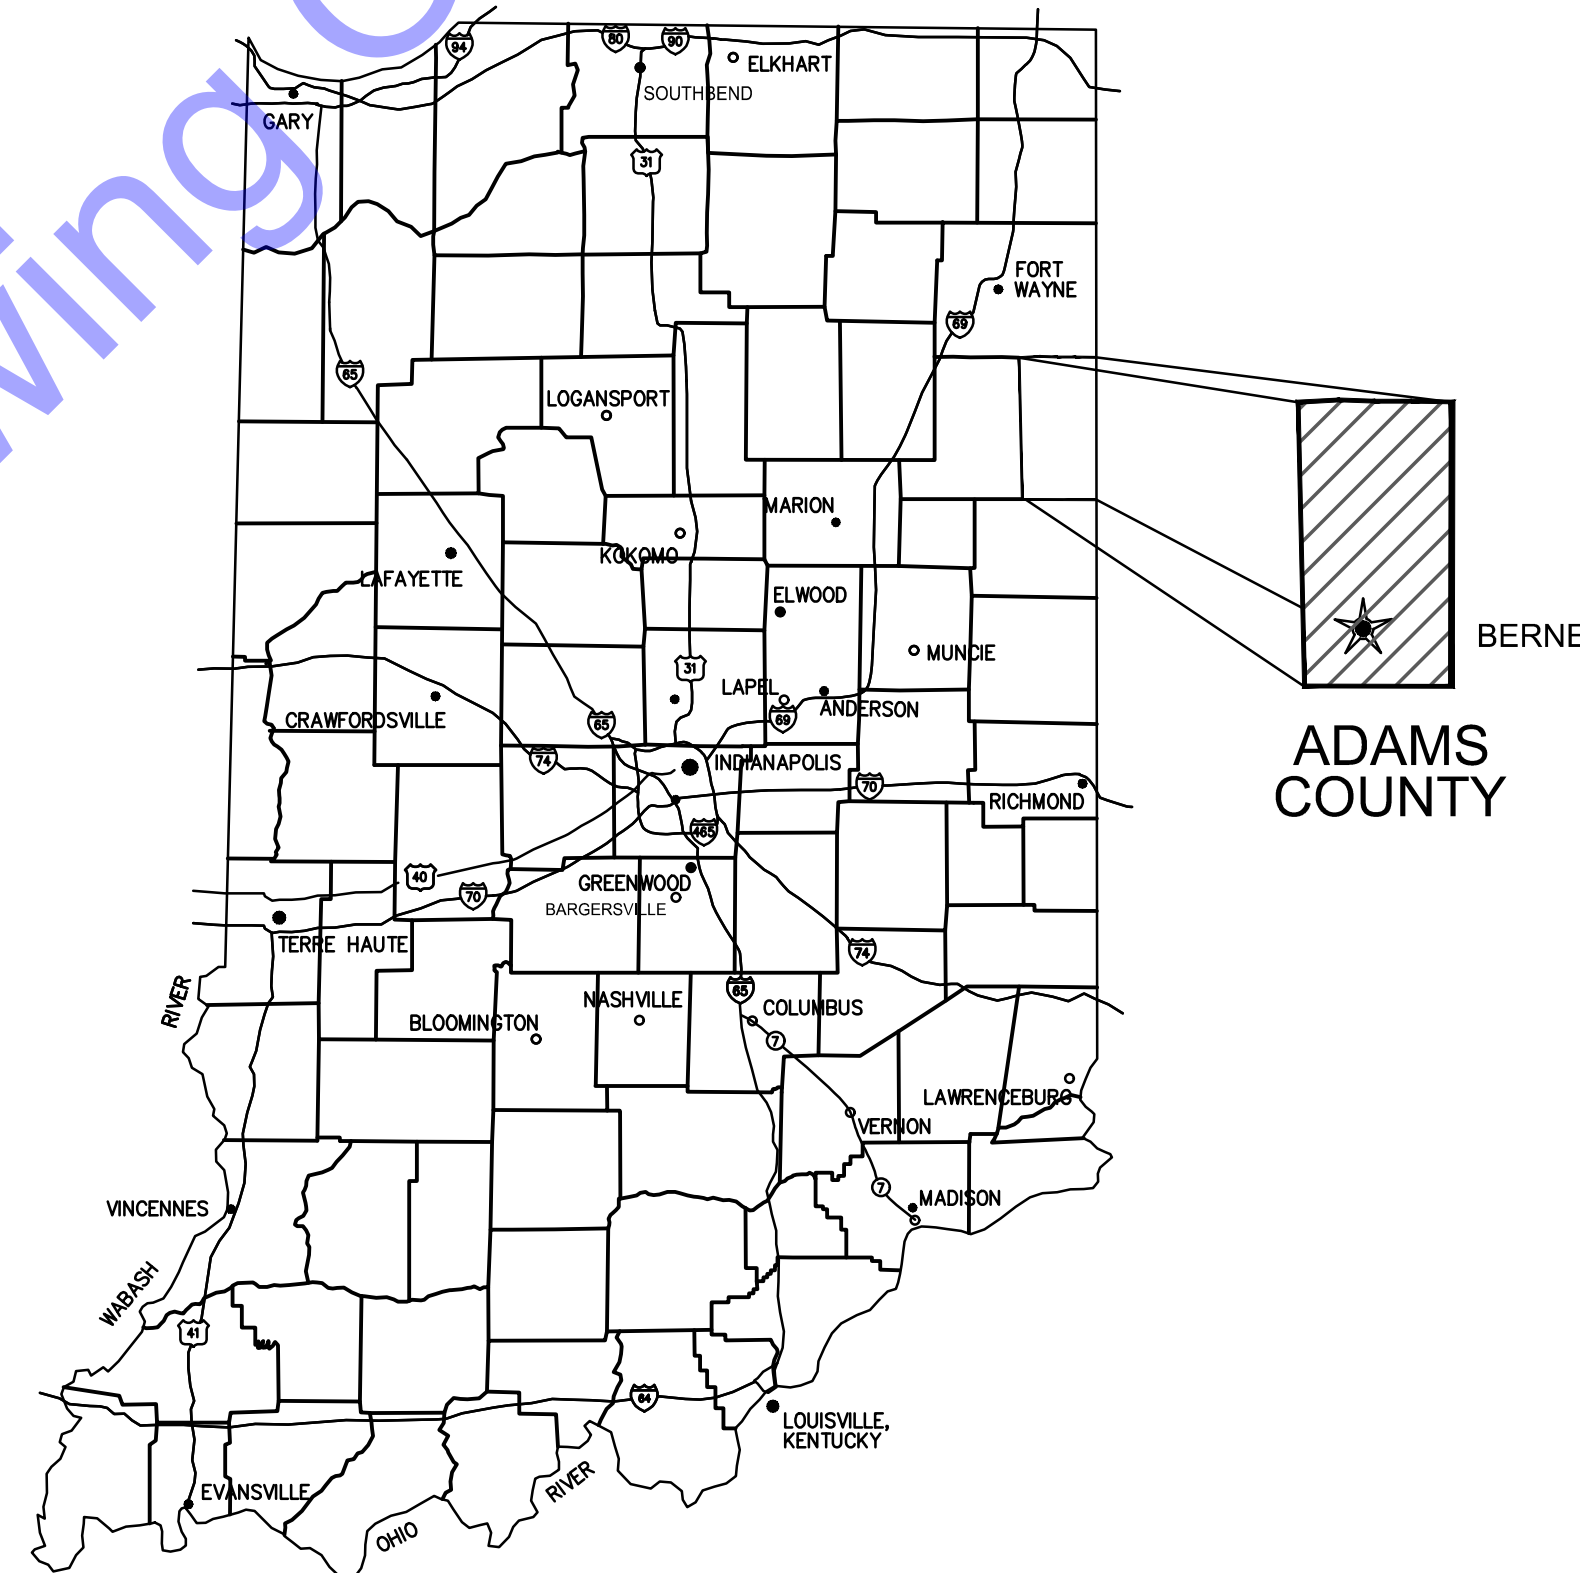 94
80
90
ELKHART
SOUTHBEND
GARY
31
FORT
WAYNE
69
65
LOGANSPORT
MARION
KOKOMO
LAFAYETTE
ELWOOD
BERNE
MUNCIE
31
LAPEL
ANDERSON
CRAWFORDSVILLE
65
69
74
INDIANAPOLIS
ADAMS
COUNTY
70
RICHMOND
465
40
70
GREENWOOD
BARGERSVILLE
TERRE HAUTE
74
RIVER
NASHVILLE
65
COLUMBUS
BLOOMINGTON
7
LAWRENCEBURG
VERNON
7
MADISON
VINCENNES
WABASH
41
64
LOUISVILLE,
KENTUCKY
EVANSVILLE
RIVER
OHIO
ving